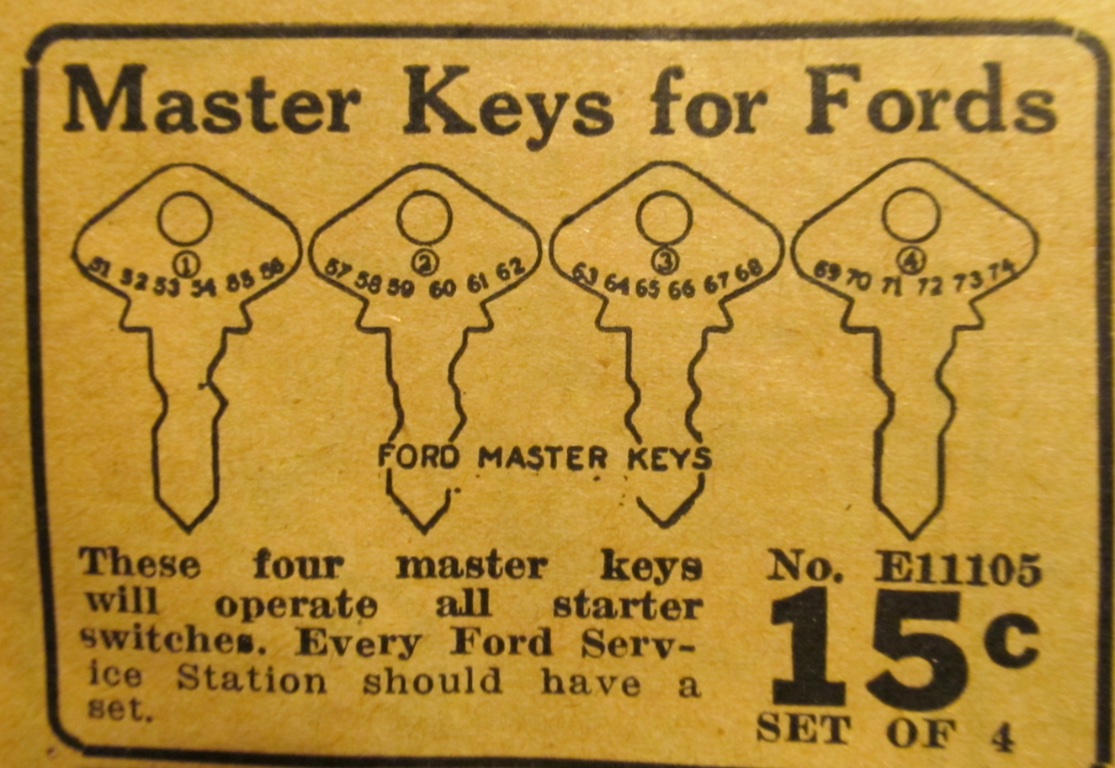 Master Keys for Fords
① ② ③ ④
51 52 53 54 55 56 57 58 59 60 61 62 63 64 65 66 67 68 69 70 71 72 73 74
FORD MASTER KEYS
These four master keys
will operate all starter
switches. Every Ford Serv-
ice Station should have a
set.
No. E11105
15c
SET OF 4